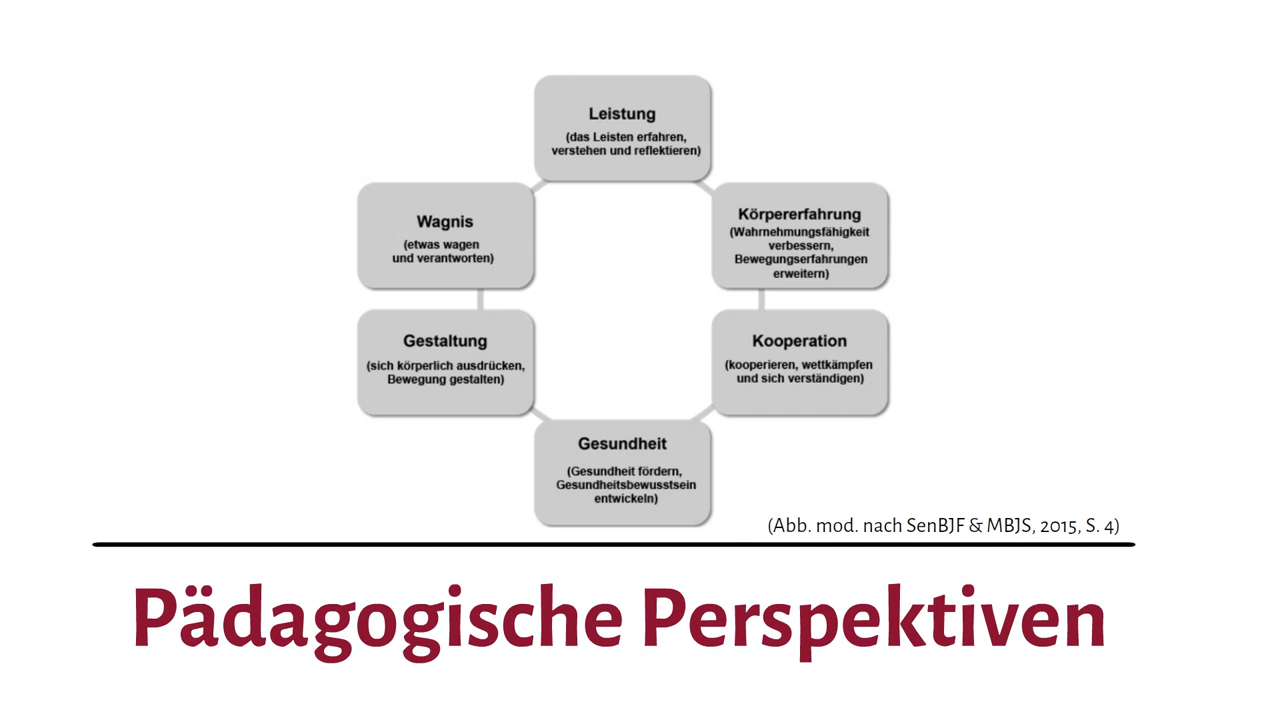 Leistung
(das Leisten erfahren,
verstehen und reflektieren)
Wagnis
(etwas wagen
und verantworten)
Körpererfahrung
(Wahrnehmungsfähigkeit
verbessern,
Bewegungserfahrungen
erweitern)
Gestaltung
(sich körperlich ausdrücken,
Bewegung gestalten)
Kooperation
(kooperieren, wettkämpfen
und sich verständigen)
Gesundheit
(Gesundheit fördern,
Gesundheitsbewusstsein
entwickeln)
(Abb. mod. nach SenBJF & MBJS, 2015, S. 4)
Pädagogische Perspektiven